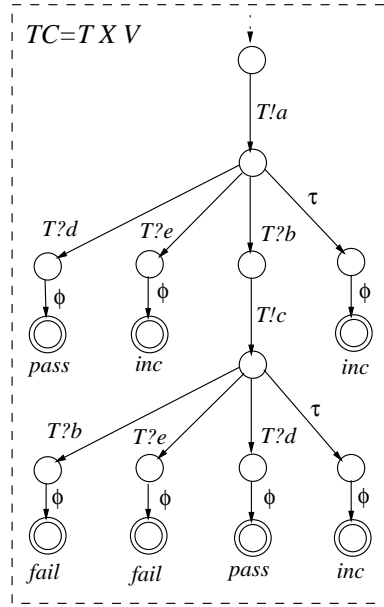 TC=T X V
T!a
T?d T?e T?b τ
ϕ ϕ ϕ
T!c
pass inc inc
T?b T?e T?d τ
ϕ ϕ ϕ ϕ
fail fail pass inc